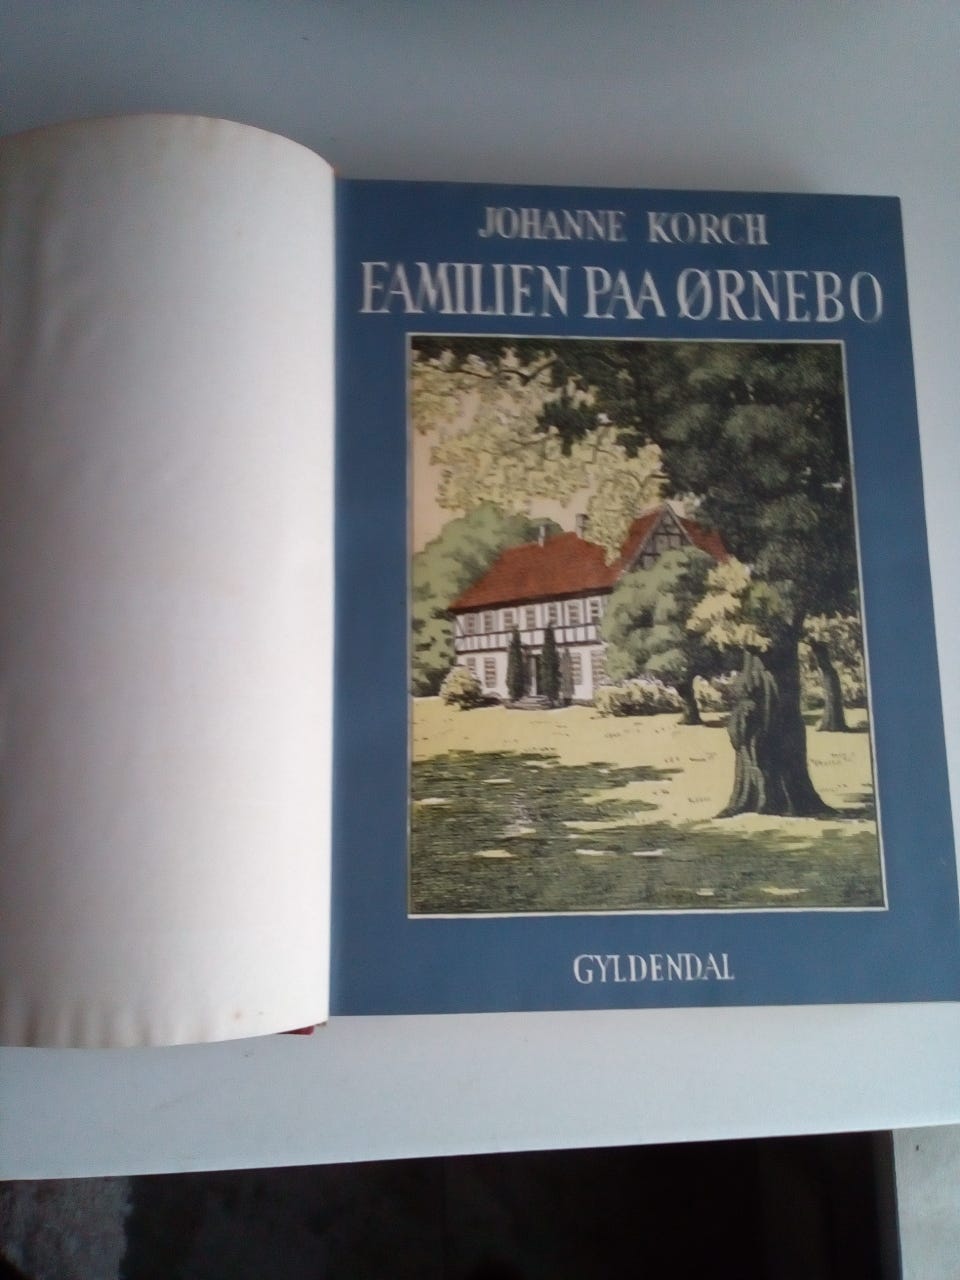 JOHANNE KORCH
FAMILIEN PAA ØRNEBO
GYLDENDAL